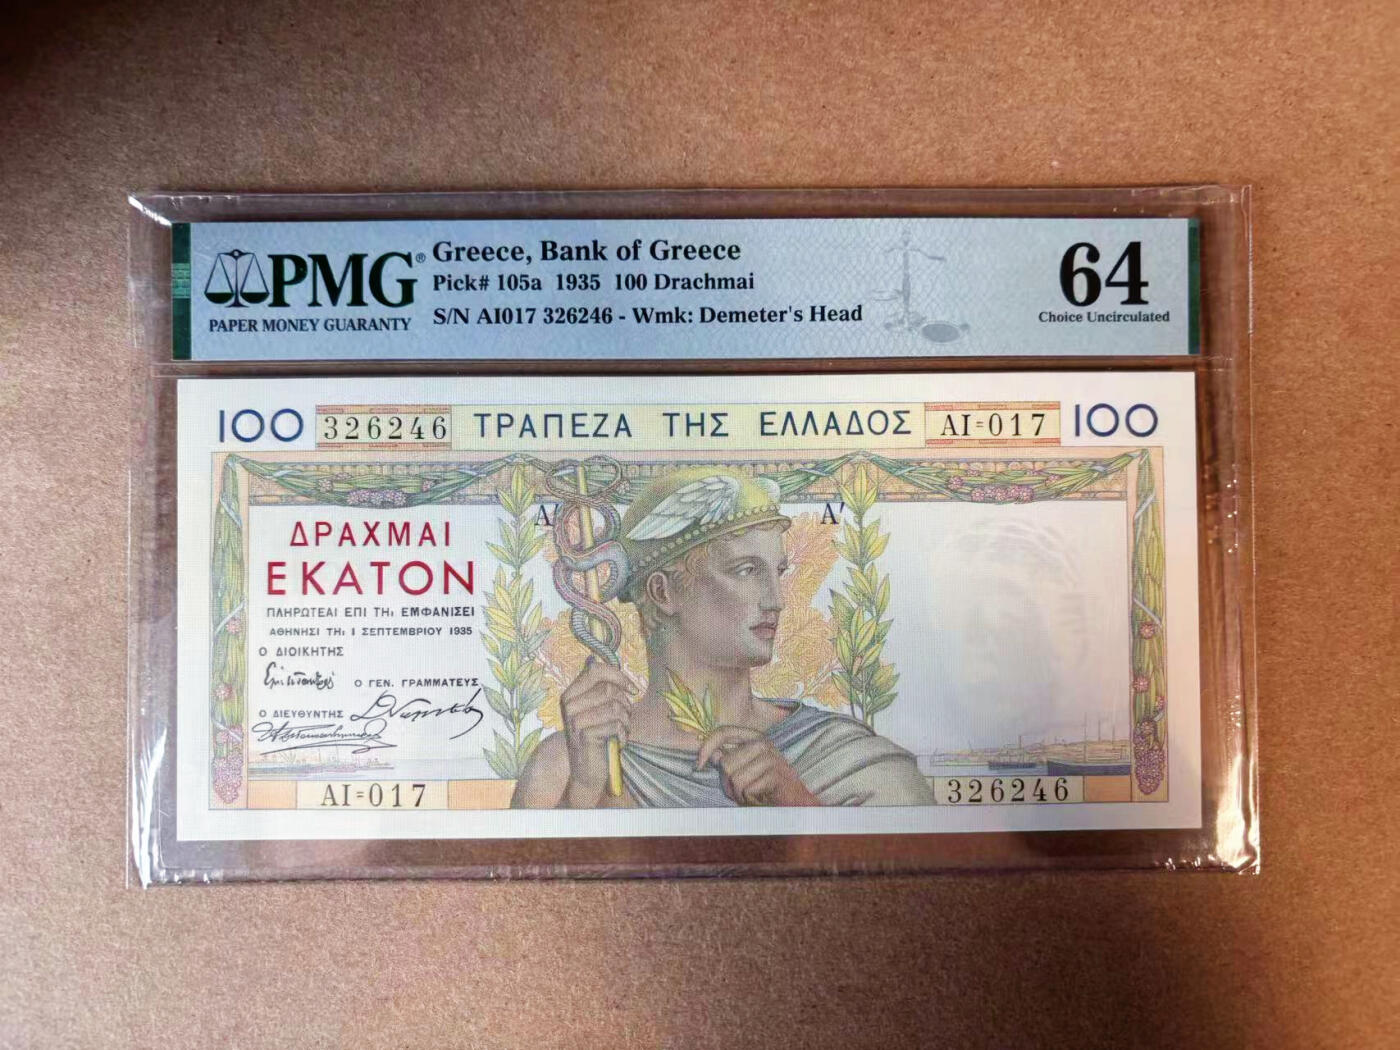 PMG®
PAPER MONEY GUARANTY
Greece, Bank of Greece
Pick# 105a 1935 100 Drachmai
S/N AI017 326246 - Wmk: Demeter's Head
64
Choice Uncirculated
100 326246 ΤΡΑΠΕΖΑ ΤΗΣ ΕΛΛΑΔΟΣ ΑΙ=017 100
Α' Α'
ΔΡΑΧΜΑΙ
ΕΚΑΤΟΝ
ΠΛΗΡΩΤΕΑΙ ΕΠΙ ΤΗι ΕΜΦΑΝΙΣΕΙ
ΑΘΗΝΗΣΙ ΤΗι 1 ΣΕΠΤΕΜΒΡΙΟΥ 1935
Ο ΔΙΟΙΚΗΤΗΣ
Ο ΓΕΝ. ΓΡΑΜΜΑΤΕΥΣ
Ο ΔΙΕΥΘΥΝΤΗΣ
ΑΙ=017 326246